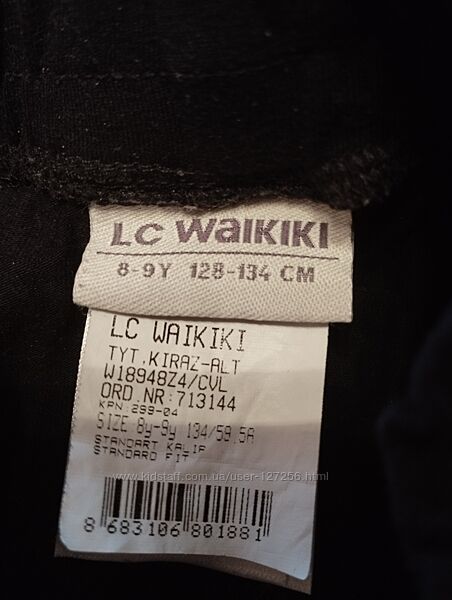 LC WAIKIKI
8-9Y 128-134 CM
LC WAIKIKI
TYT.KIRAZ-ALT
W18948Z4/CVL
ORD.NR:713144
KPN:299-04
SIZE:8y-9y 134/59.5A
STANDART KALIP
STANDARD FIT
www.kidstaff.com.ua/user-127256.html
8 683106 801881